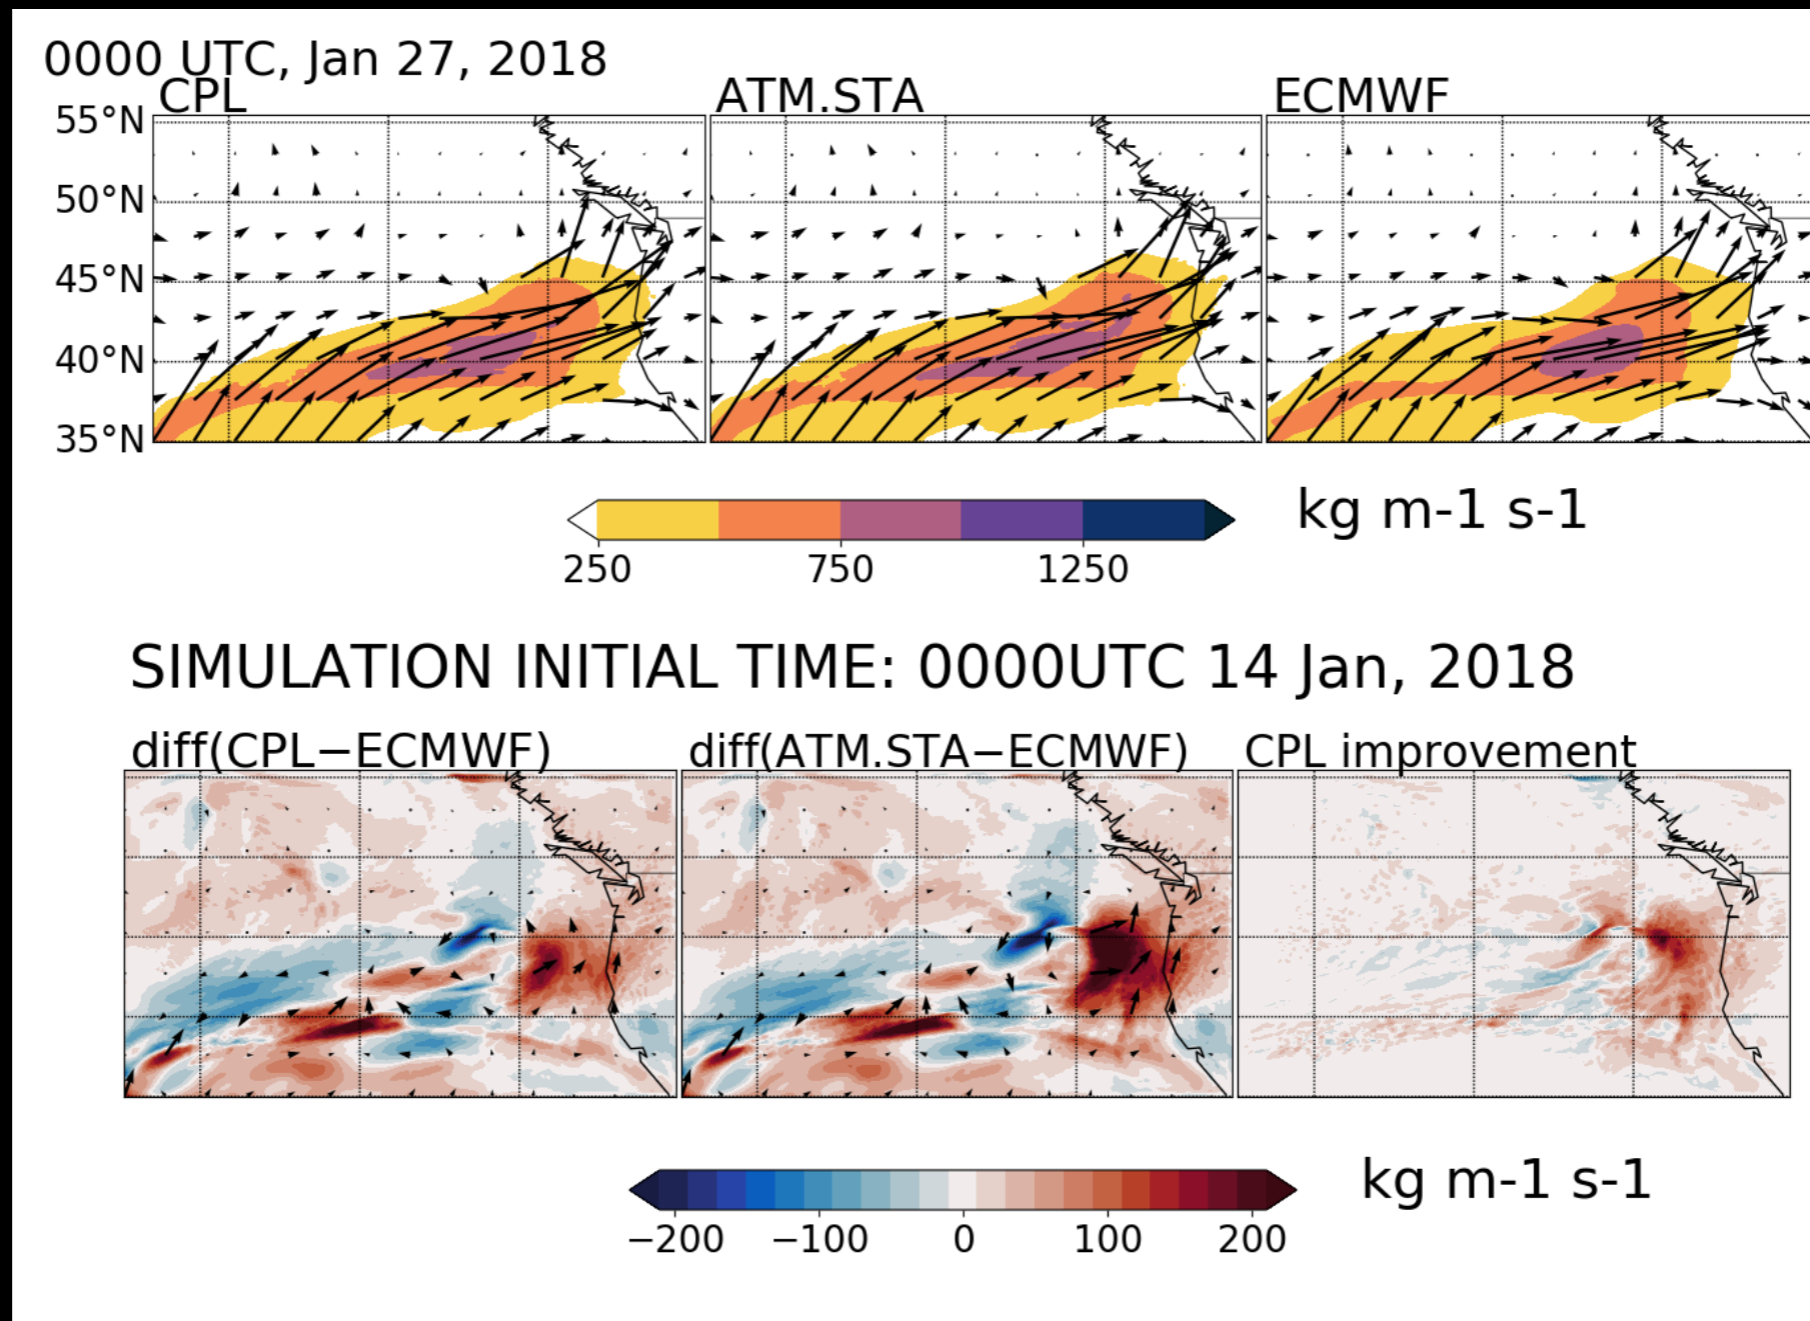 0000 UTC, Jan 27, 2018
CPL ATM.STA ECMWF
55°N
50°N
45°N
40°N
35°N
250 750 1250
kg m-1 s-1
SIMULATION INITIAL TIME: 0000UTC 14 Jan, 2018
diff(CPL−ECMWF) diff(ATM.STA−ECMWF) CPL improvement
−200 −100 0 100 200
kg m-1 s-1